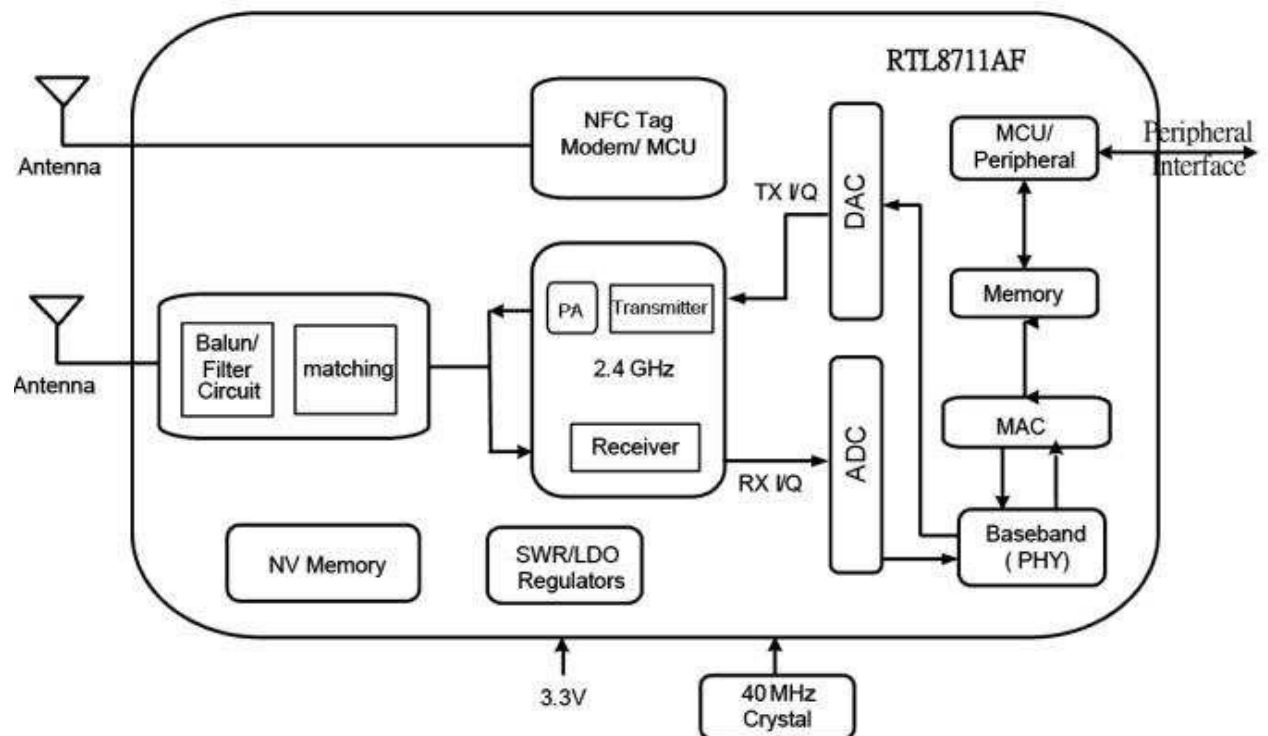 RTL8711AF
NFC Tag
Modem/ MCU
Antenna
MCU/
Peripheral
Peripheral
Interface
DAC
TX I/Q
PA
Transmitter
2.4 GHz
Receiver
Memory
Balun/
Filter
Circuit
matching
Antenna
ADC
RX I/Q
MAC
Baseband
( PHY)
NV Memory
SWR/LDO
Regulators
3.3V
40 MHz
Crystal